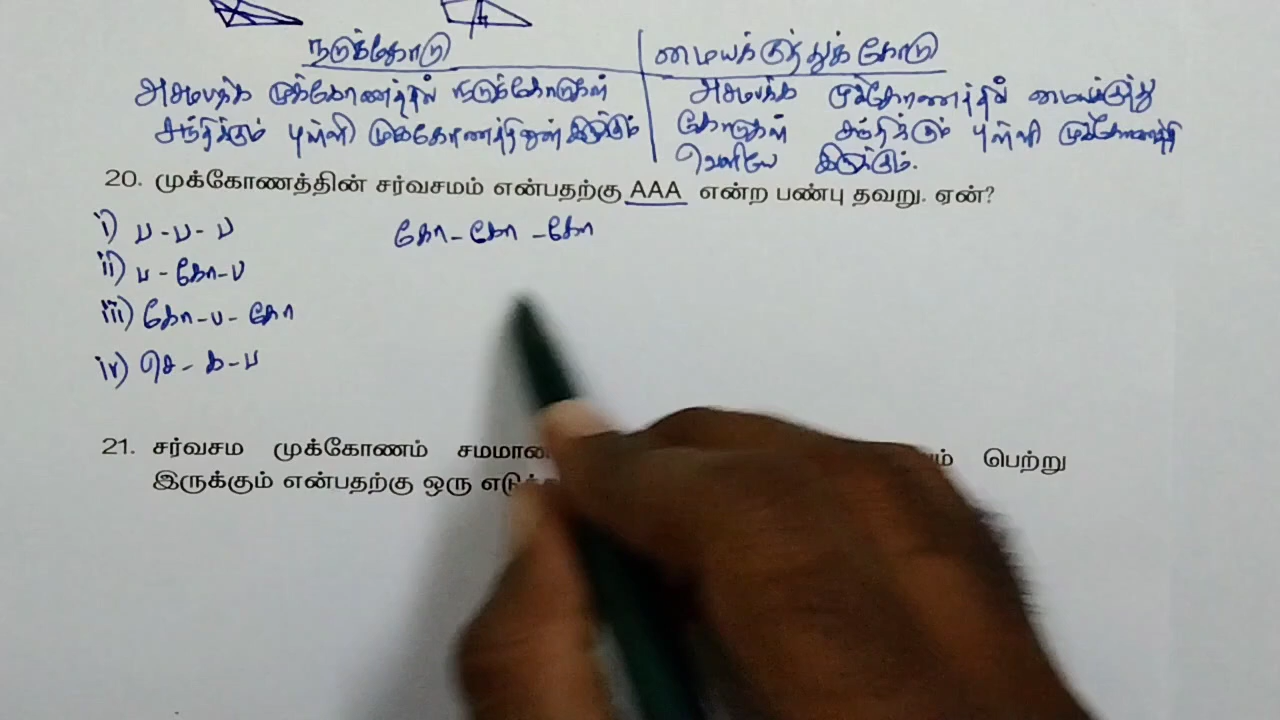 நடுக்கோடு மையக்குத்துக் கோடு
அசமபக்க முக்கோணத்தில் நடுக்கோடுகள் அசமபக்க முக்கோணத்தில் மையக்குத்து
சந்திக்கும் புள்ளி முக்கோணத்தினுள் இருக்கும் கோடுகள் சந்திக்கும் புள்ளி முக்கோணத்தி
வெளியே இருக்கும்.
20. முக்கோணத்தின் சர்வசமம் என்பதற்கு AAA என்ற பண்பு தவறு. ஏன்?
i) ப-ப-ப கோ-கோ-கோ
ii) ப-கோ-ப
iii) கோ-ப-கோ
iv) செ-க-ப
21. சர்வசம முக்கோணம் பெற்று
இருக்கும் என்பதற்கு ஒரு